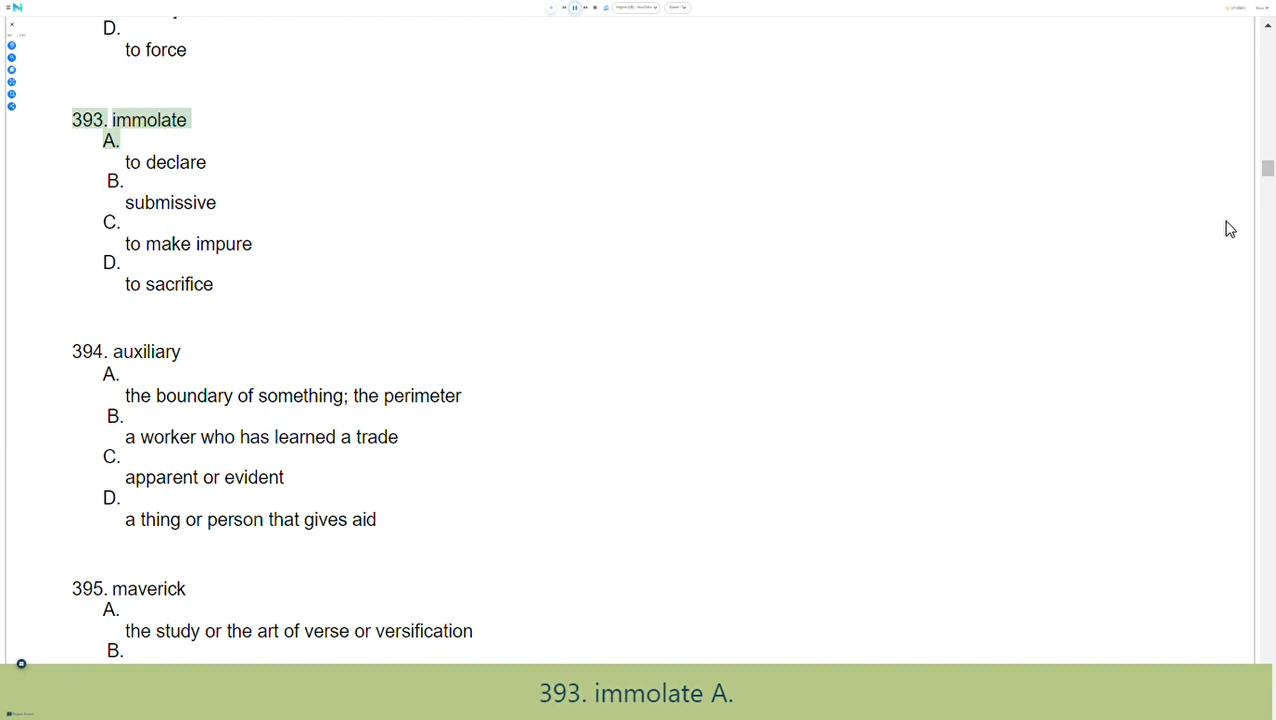 D.
to force
393. immolate
A.
to declare
B.
submissive
C.
to make impure
D.
to sacrifice
394. auxiliary
A.
the boundary of something; the perimeter
B.
a worker who has learned a trade
C.
apparent or evident
D.
a thing or person that gives aid
395. maverick
A.
the study or the art of verse or versification
B.
393. immolate A.